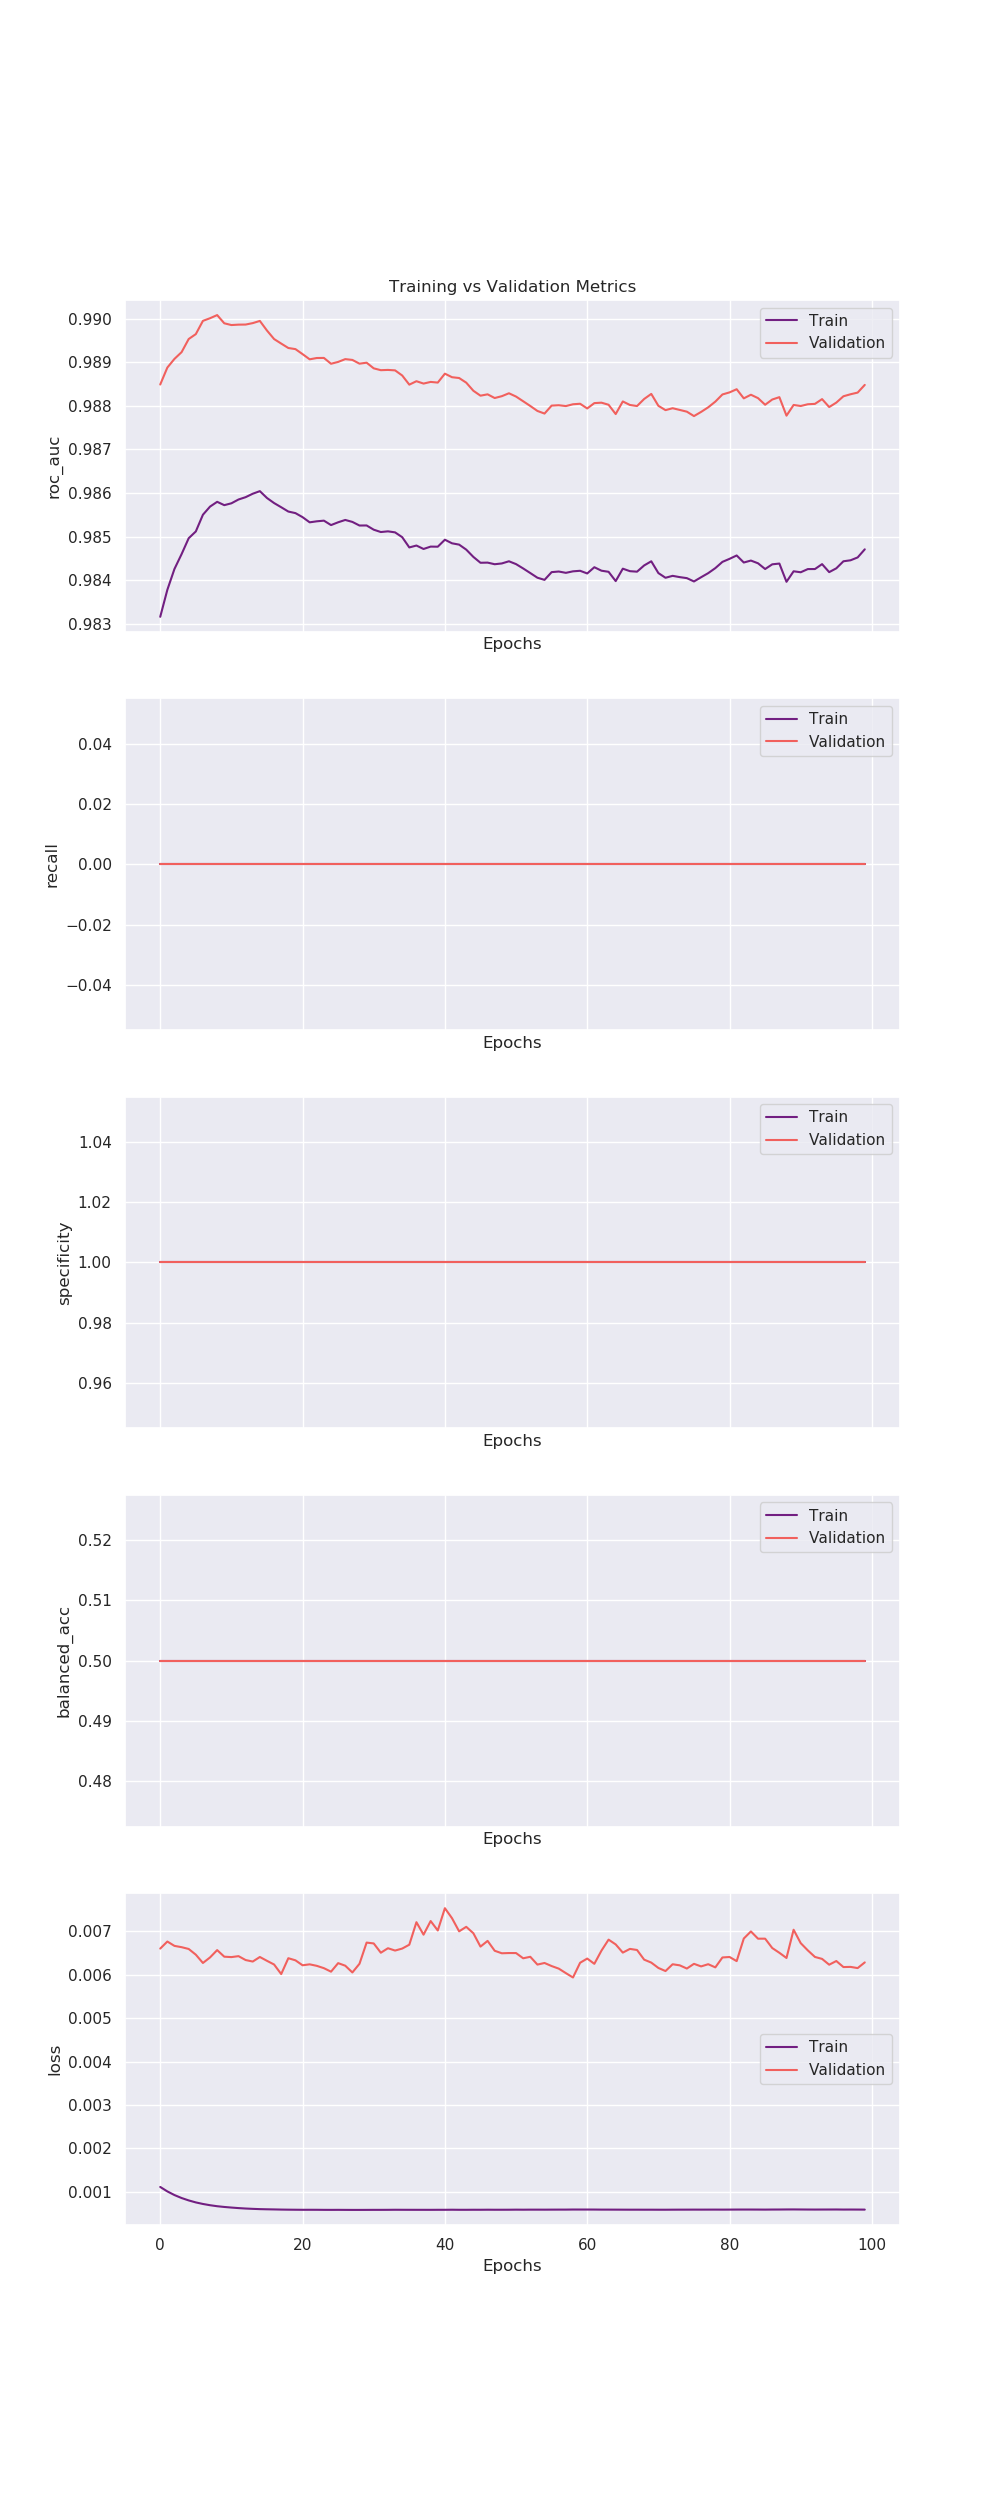 Training vs Validation Metrics
0.990
0.989
0.988
0.987
0.986
0.985
0.984
0.983
roc_auc
Train
Validation
Epochs
0.04
0.02
0.00
−0.02
−0.04
recall
Train
Validation
Epochs
1.04
1.02
1.00
0.98
0.96
specificity
Train
Validation
Epochs
0.52
0.51
0.50
0.49
0.48
balanced_acc
Train
Validation
Epochs
0.007
0.006
0.005
0.004
0.003
0.002
0.001
loss
Train
Validation
0 20 40 60 80 100
Epochs